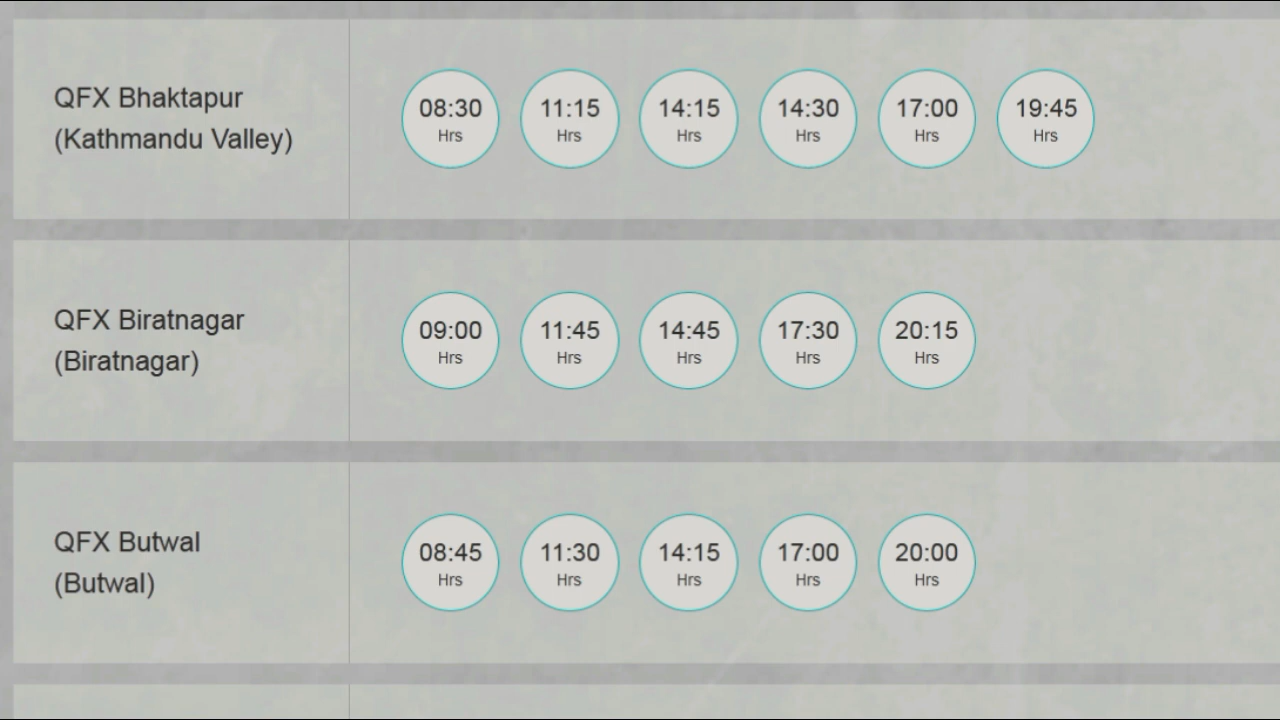 QFX Bhaktapur
(Kathmandu Valley)
08:30 11:15 14:15 14:30 17:00 19:45
Hrs Hrs Hrs Hrs Hrs Hrs
QFX Biratnagar
(Biratnagar)
09:00 11:45 14:45 17:30 20:15
Hrs Hrs Hrs Hrs Hrs
QFX Butwal
(Butwal)
08:45 11:30 14:15 17:00 20:00
Hrs Hrs Hrs Hrs Hrs